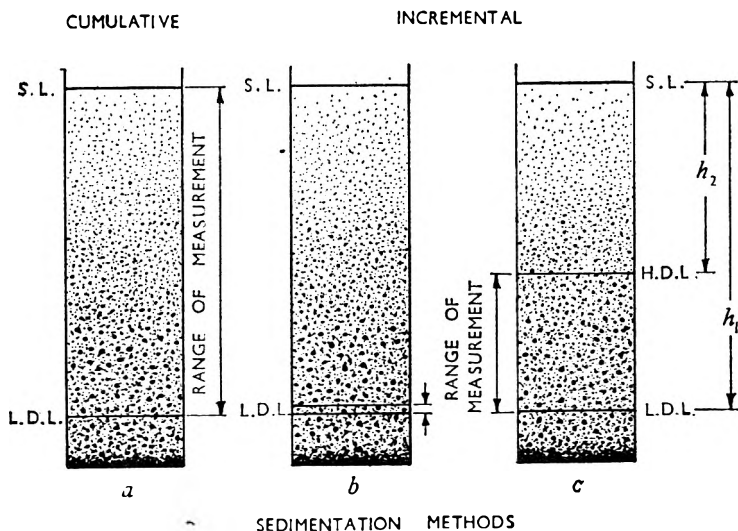 CUMULATIVE
INCREMENTAL
S.L.
RANGE OF MEASUREMENT
L.D.L.
a
S.L.
L.D.L.
b
RANGE OF
MEASUREMENT
S.L.
h₂
H.D.L.
h₁
L.D.L.
c
SEDIMENTATION METHODS